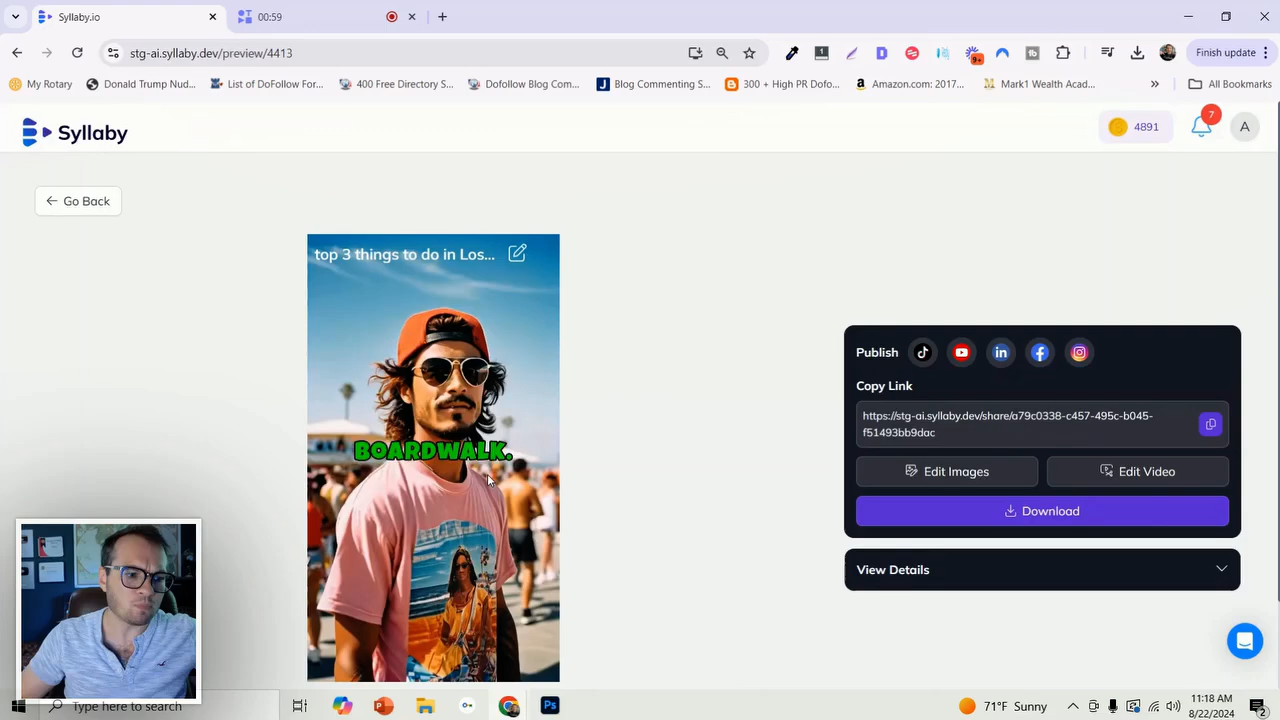 Syllaby.io
00:59
stg-ai.syllaby.dev/preview/4413
9+
Finish update
My Rotary
Donald Trump Nud...
List of DoFollow For...
400 Free Directory S...
Dofollow Blog Com...
Blog Commenting S...
300 + High PR Dofo...
Amazon.com: 2017...
Mark1 Wealth Acad...
All Bookmarks
Syllaby
4891
7
A
Go Back
top 3 things to do in Los...
BOARDWALK.
Publish
Copy Link
https://stg-ai.syllaby.dev/share/a79c0338-c457-495c-b045-
f51493bb9dac
Edit Images
Edit Video
Download
View Details
Type here to search
Ps
71°F Sunny
11:18 AM
8/22/2024